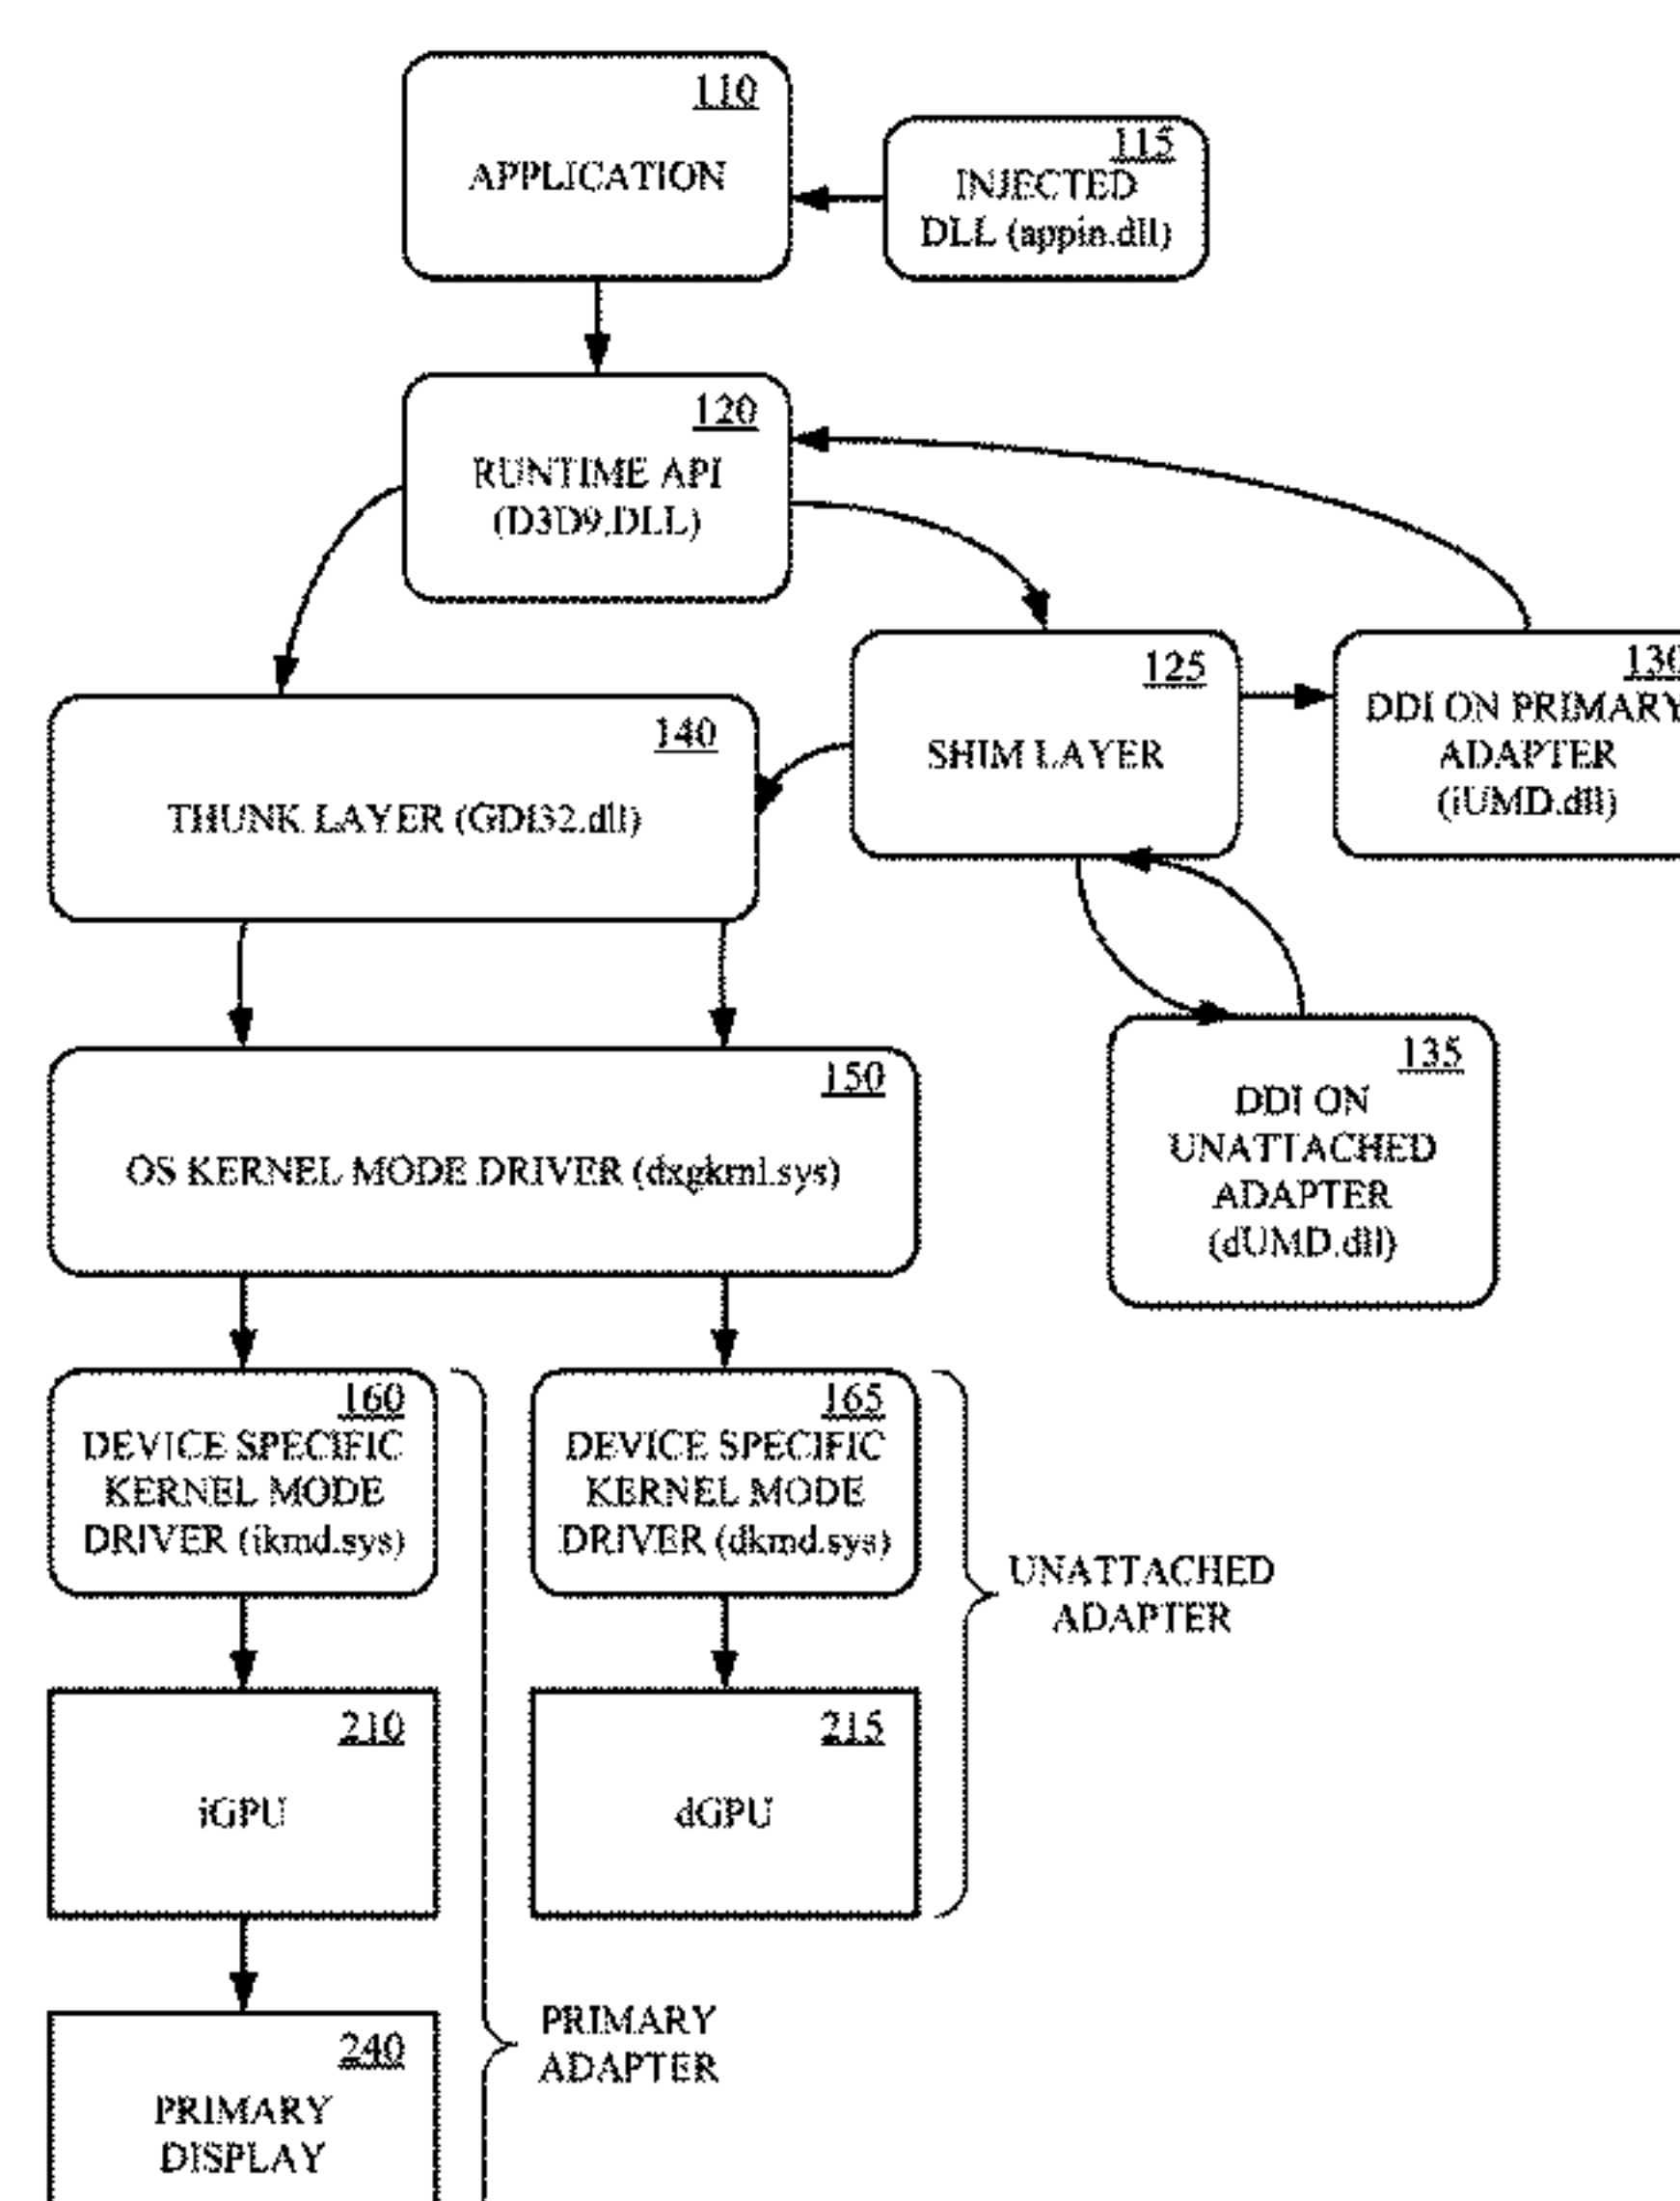 110
APPLICATION
115
INJECTED
DLL (appin.dll)
120
RUNTIME API
(D3D9.DLL)
125
SHIM LAYER
130
DDI ON PRIMARY
ADAPTER
(iUMD.dll)
140
THUNK LAYER (GDI32.dll)
135
DDI ON
UNATTACHED
ADAPTER
(dUMD.dll)
150
OS KERNEL MODE DRIVER (dxgkrnl.sys)
160
DEVICE SPECIFIC
KERNEL MODE
DRIVER (ikmd.sys)
165
DEVICE SPECIFIC
KERNEL MODE
DRIVER (dkmd.sys)
UNATTACHED
ADAPTER
210
iGPU
215
dGPU
PRIMARY
ADAPTER
240
PRIMARY
DISPLAY